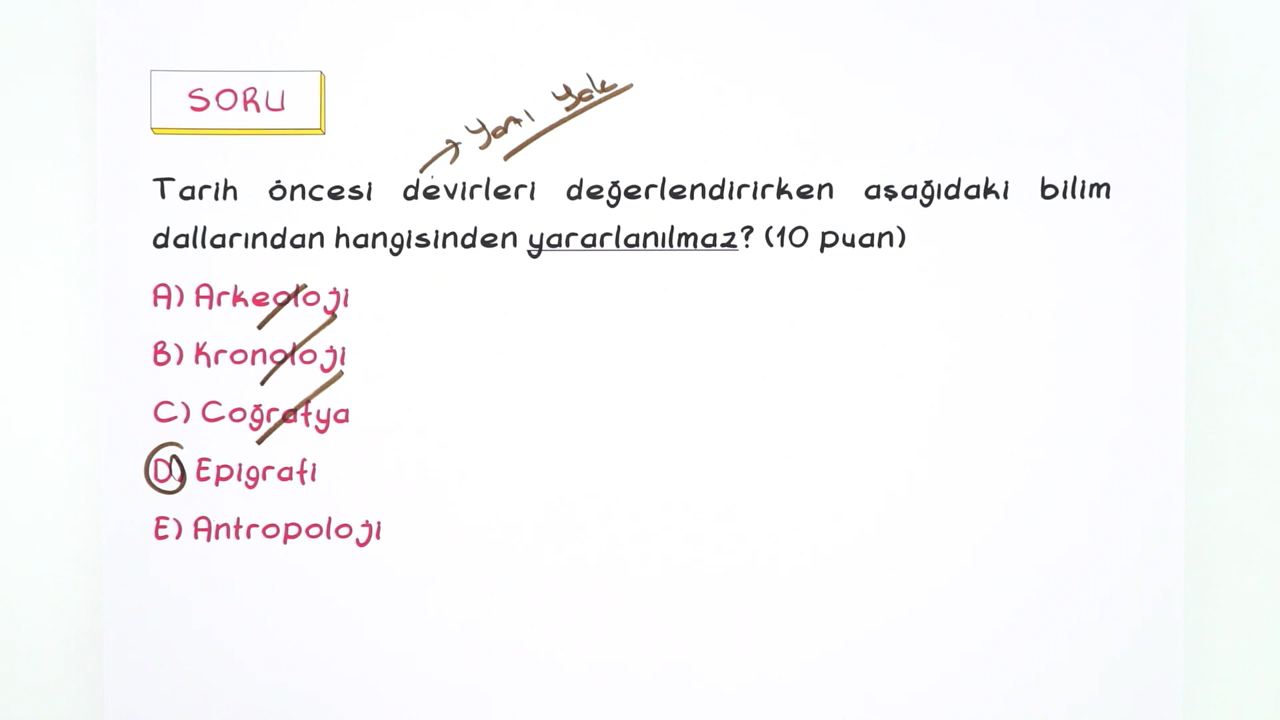 SORU
Yazı Yok
Tarih öncesi devirleri değerlendirirken aşağıdaki bilim
dallarından hangisinden yararlanılmaz? (10 puan)
A) Arkeoloji
B) Kronoloji
C) Coğrafya
D) Epigrafi
E) Antropoloji